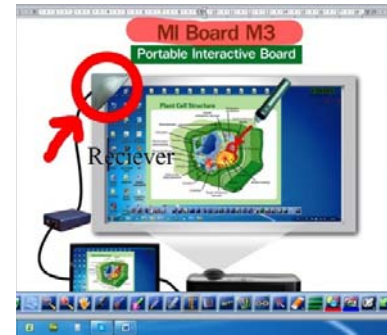 MI Board M3
Portable Interactive Board
Plant Cell Structure
Reciever